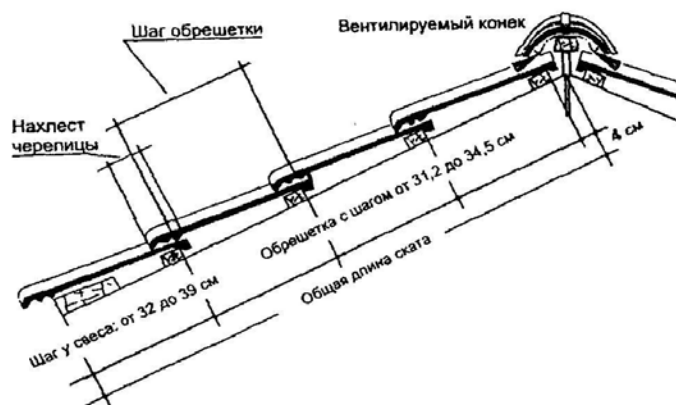 Шаг обрешетки
Вентилируемый конек
Нахлест
черепицы
4 см
Обрешетка с шагом от 31,2 до 34,5 см
Общая длина ската
Шаг у свеса: от 32 до 39 см